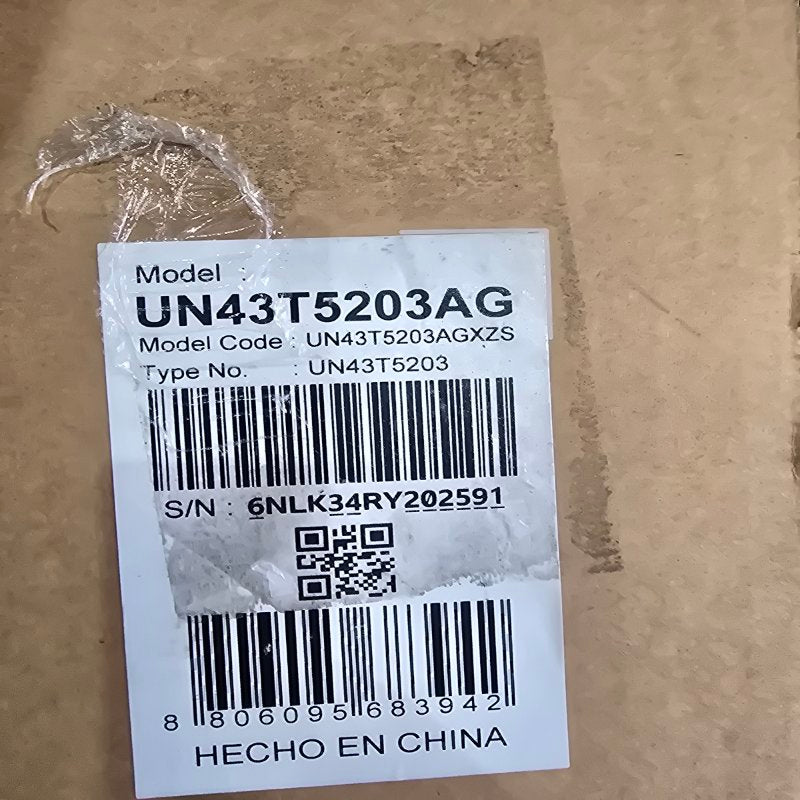 Model :
UN43T5203AG
Model Code : UN43T5203AGXZS
Type No. : UN43T5203
S/N : 6NLK34RY202591
8 806095 683942
HECHO EN CHINA